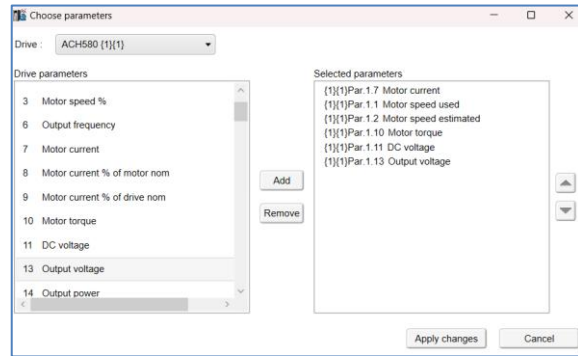 Choose parameters
Drive : ACH580 {1}{1}
Drive parameters
3 Motor speed %
6 Output frequency
7 Motor current
8 Motor current % of motor nom
9 Motor current % of drive nom
10 Motor torque
11 DC voltage
13 Output voltage
14 Output power
Add
Remove
Selected parameters
{1}{1}Par.1.7 Motor current
{1}{1}Par.1.1 Motor speed used
{1}{1}Par.1.2 Motor speed estimated
{1}{1}Par.1.10 Motor torque
{1}{1}Par.1.11 DC voltage
{1}{1}Par.1.13 Output voltage
Apply changes
Cancel